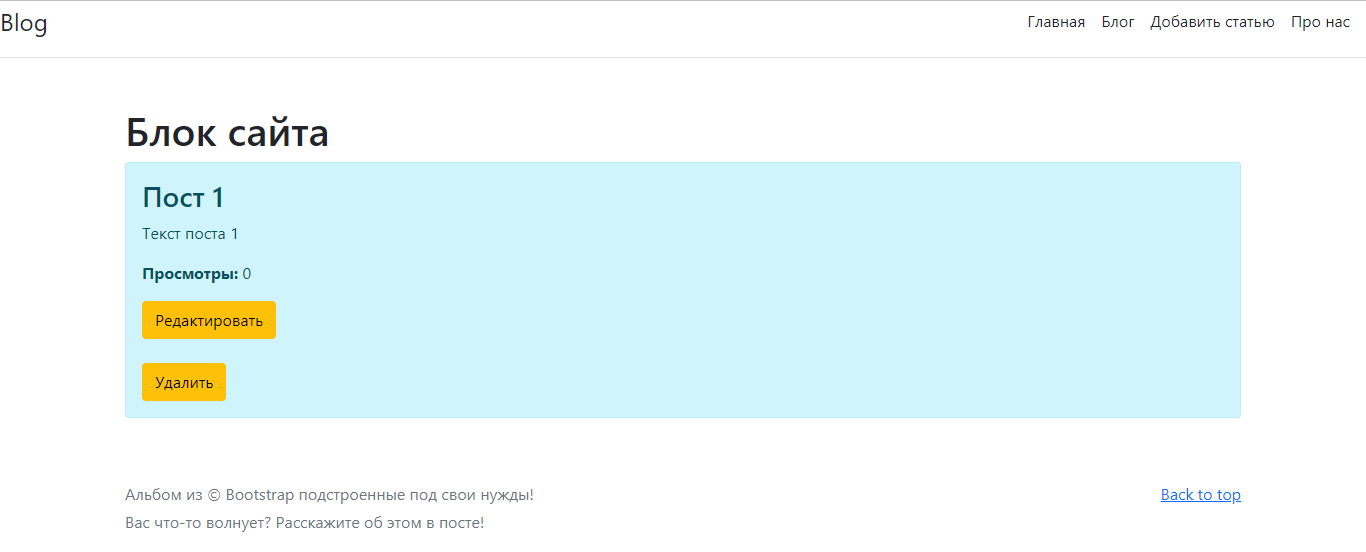 Blog
Главная Блог Добавить статью Про нас
Блок сайта
Пост 1
Текст поста 1
Просмотры: 0
Редактировать
Удалить
Альбом из © Bootstrap подстроенные под свои нужды!
Back to top
Вас что-то волнует? Расскажите об этом в посте!